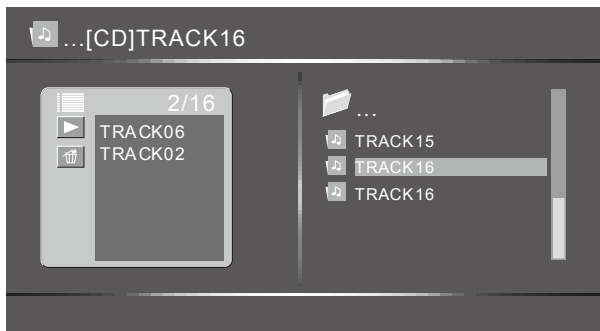 ...[CD]TRACK16
2/16
TRACK06
TRACK02
...
TRACK15
TRACK16
TRACK16